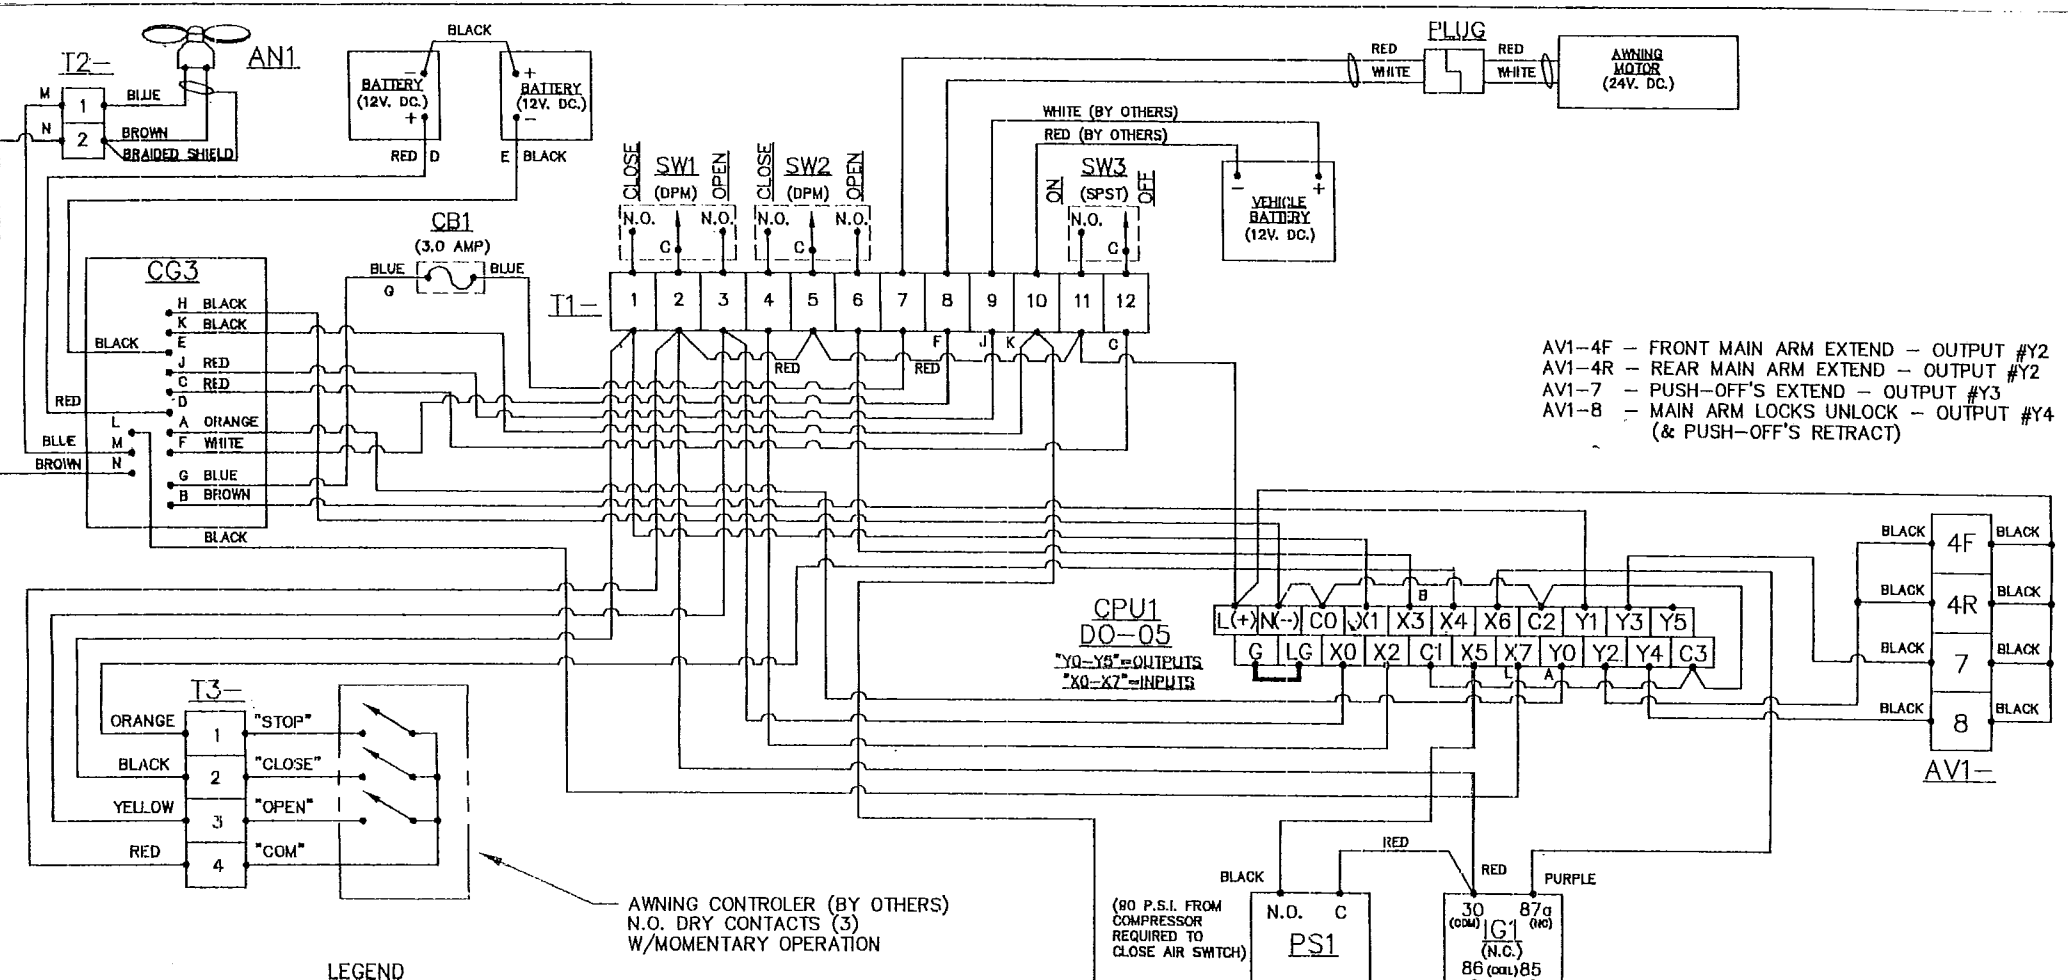 T2-
M
1
BLUE
N
2
BROWN
BRAIDED SHIELD
AN1
BLACK
-
BATTERY
(12V. DC.)
+
+
BATTERY
(12V. DC.)
-
RED D
E BLACK
PLUG
RED
WHITE
RED
WHITE
AWNING
MOTOR
(24V. DC.)
WHITE (BY OTHERS)
RED (BY OTHERS)
- +
VEHICLE
BATTERY
(12V. DC.)
CLOSE
SW1
(DPM)
OPEN
N.O. N.O.
C
CLOSE
SW2
(DPM)
OPEN
N.O. N.O.
C
ON
SW3
(SPST)
OFF
N.O.
C
CB1
(3.0 AMP)
BLUE
G
BLUE
T1-
1 2 3 4 5 6 7 8 9 10 11 12
F J K C
RED
RED
CG3
H BLACK
K BLACK
BLACK
E
J RED
C RED
RED
D
L
A ORANGE
BLUE
M
F WHITE
BROWN
N
G BLUE
B BROWN
BLACK
AV1-4F - FRONT MAIN ARM EXTEND - OUTPUT #Y2
AV1-4R - REAR MAIN ARM EXTEND - OUTPUT #Y2
AV1-7 - PUSH-OFF'S EXTEND - OUTPUT #Y3
AV1-8 - MAIN ARM LOCKS UNLOCK - OUTPUT #Y4
(& PUSH-OFF'S RETRACT)
CPU1
DO-05
"Y0-Y5"=OUTPUTS
"X0-X7"=INPUTS
B
L(+) N(-) C0 X1 X3 X4 X6 C2 Y1 Y3 Y5
G LG X0 X2 C1 X5 X7 Y0 Y2 Y4 C3
L A
BLACK 4F BLACK
BLACK 4R BLACK
BLACK 7 BLACK
BLACK 8 BLACK
AV1-
T3-
ORANGE 1 "STOP"
BLACK 2 "CLOSE"
YELLOW 3 "OPEN"
RED 4 "COM"
AWNING CONTROLER (BY OTHERS)
N.O. DRY CONTACTS (3)
W/MOMENTARY OPERATION
LEGEND
(90 P.S.I. FROM
COMPRESSOR
REQUIRED TO
CLOSE AIR SWITCH)
BLACK
RED
N.O. C
PS1
RED
PURPLE
30 87a
(COM) (NC)
IG1
(N.C.)
86 (COIL) 85